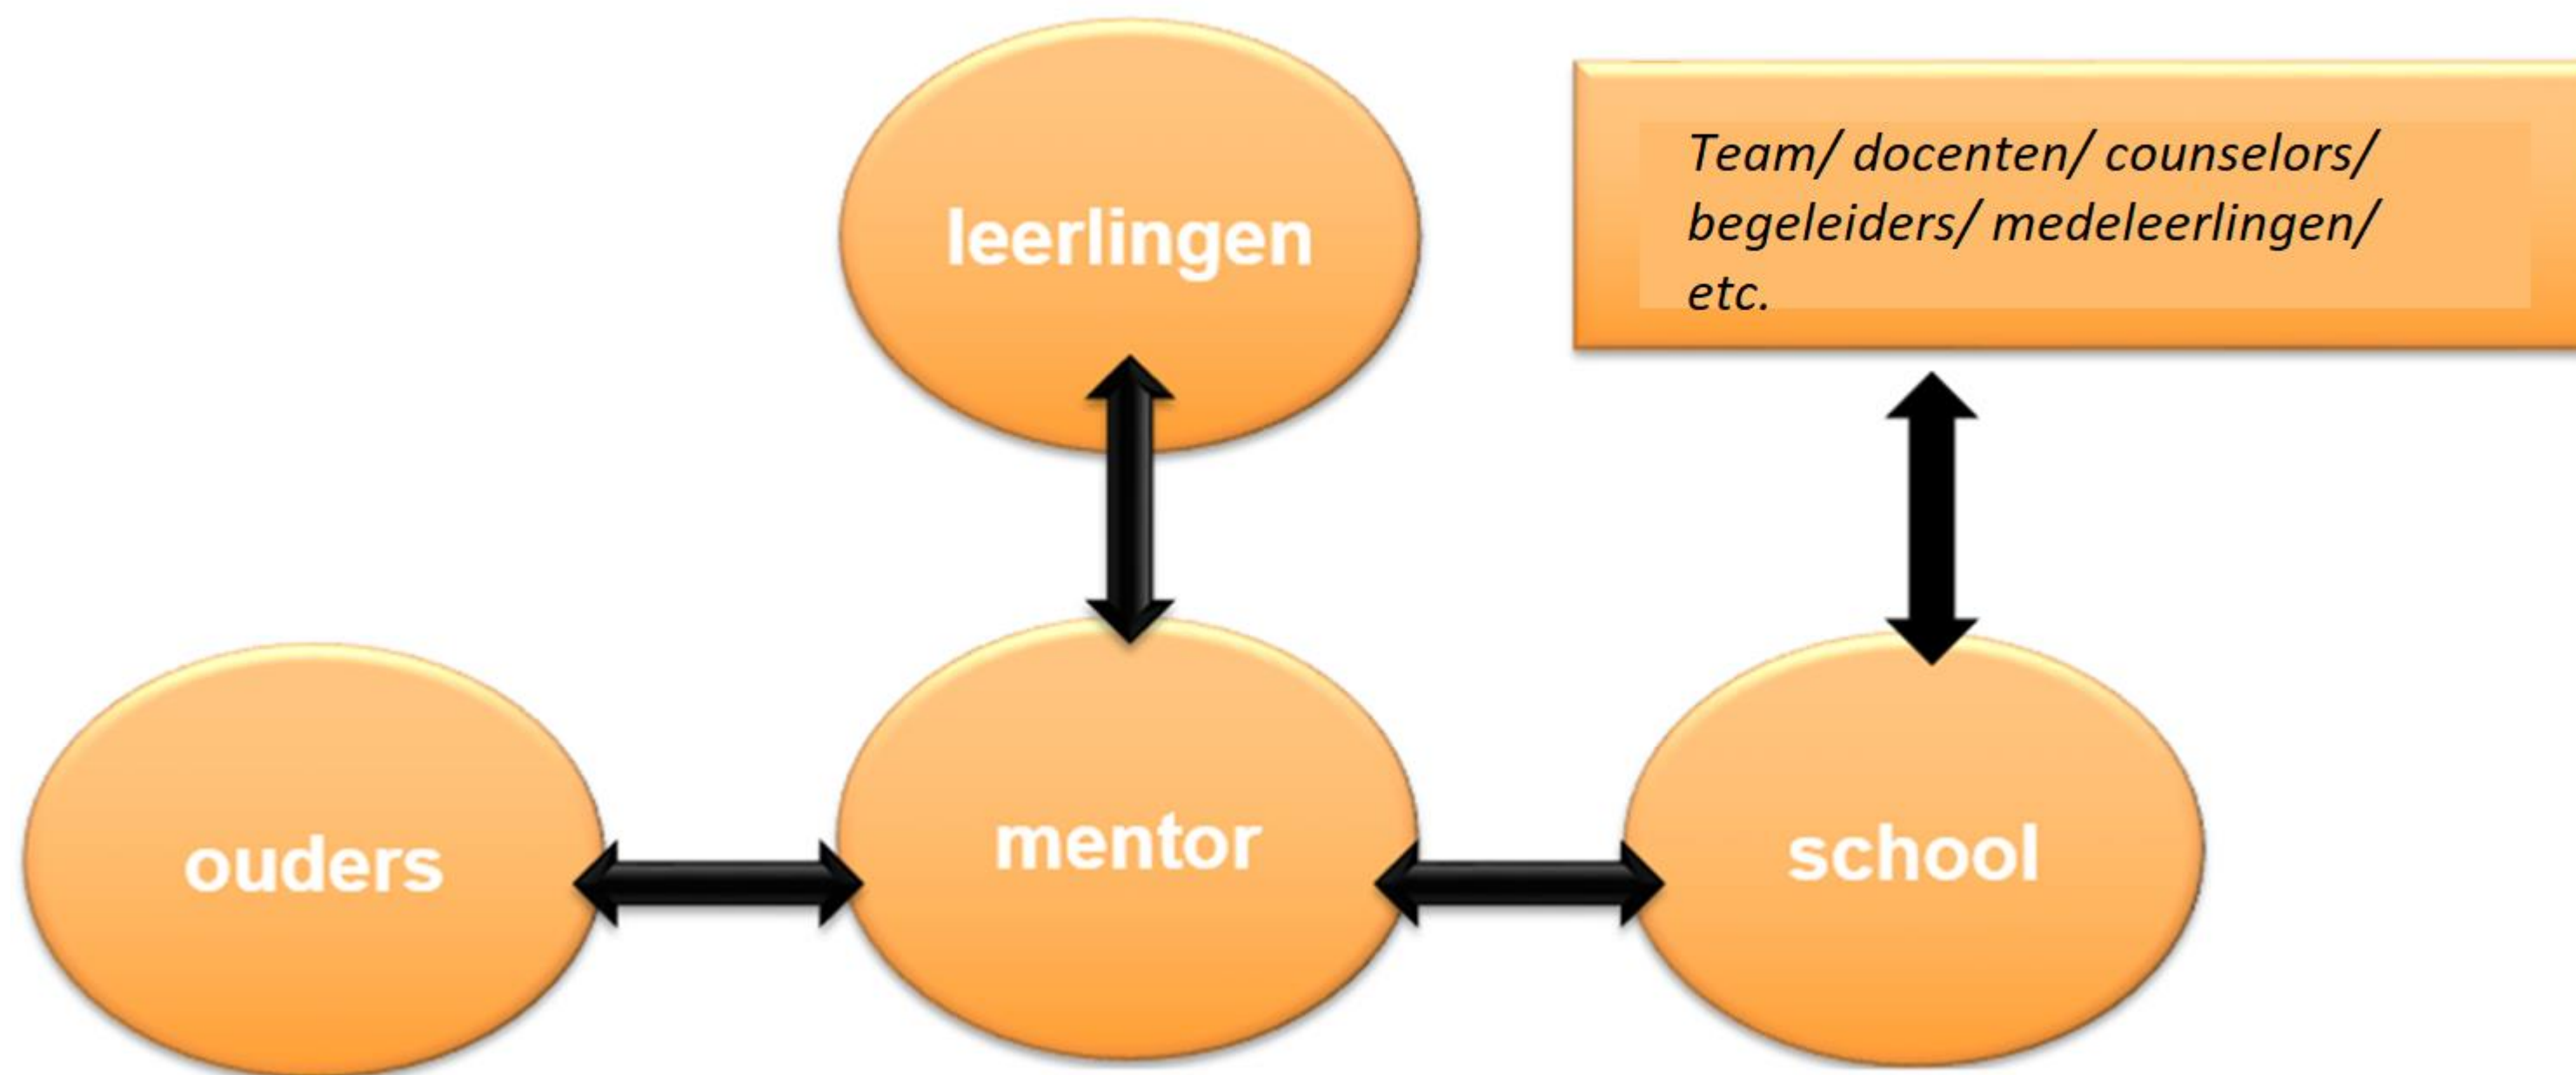 leerlingen
Team/ docenten/ counselors/
begeleiders/ medeleerlingen/
etc.
ouders
mentor
school